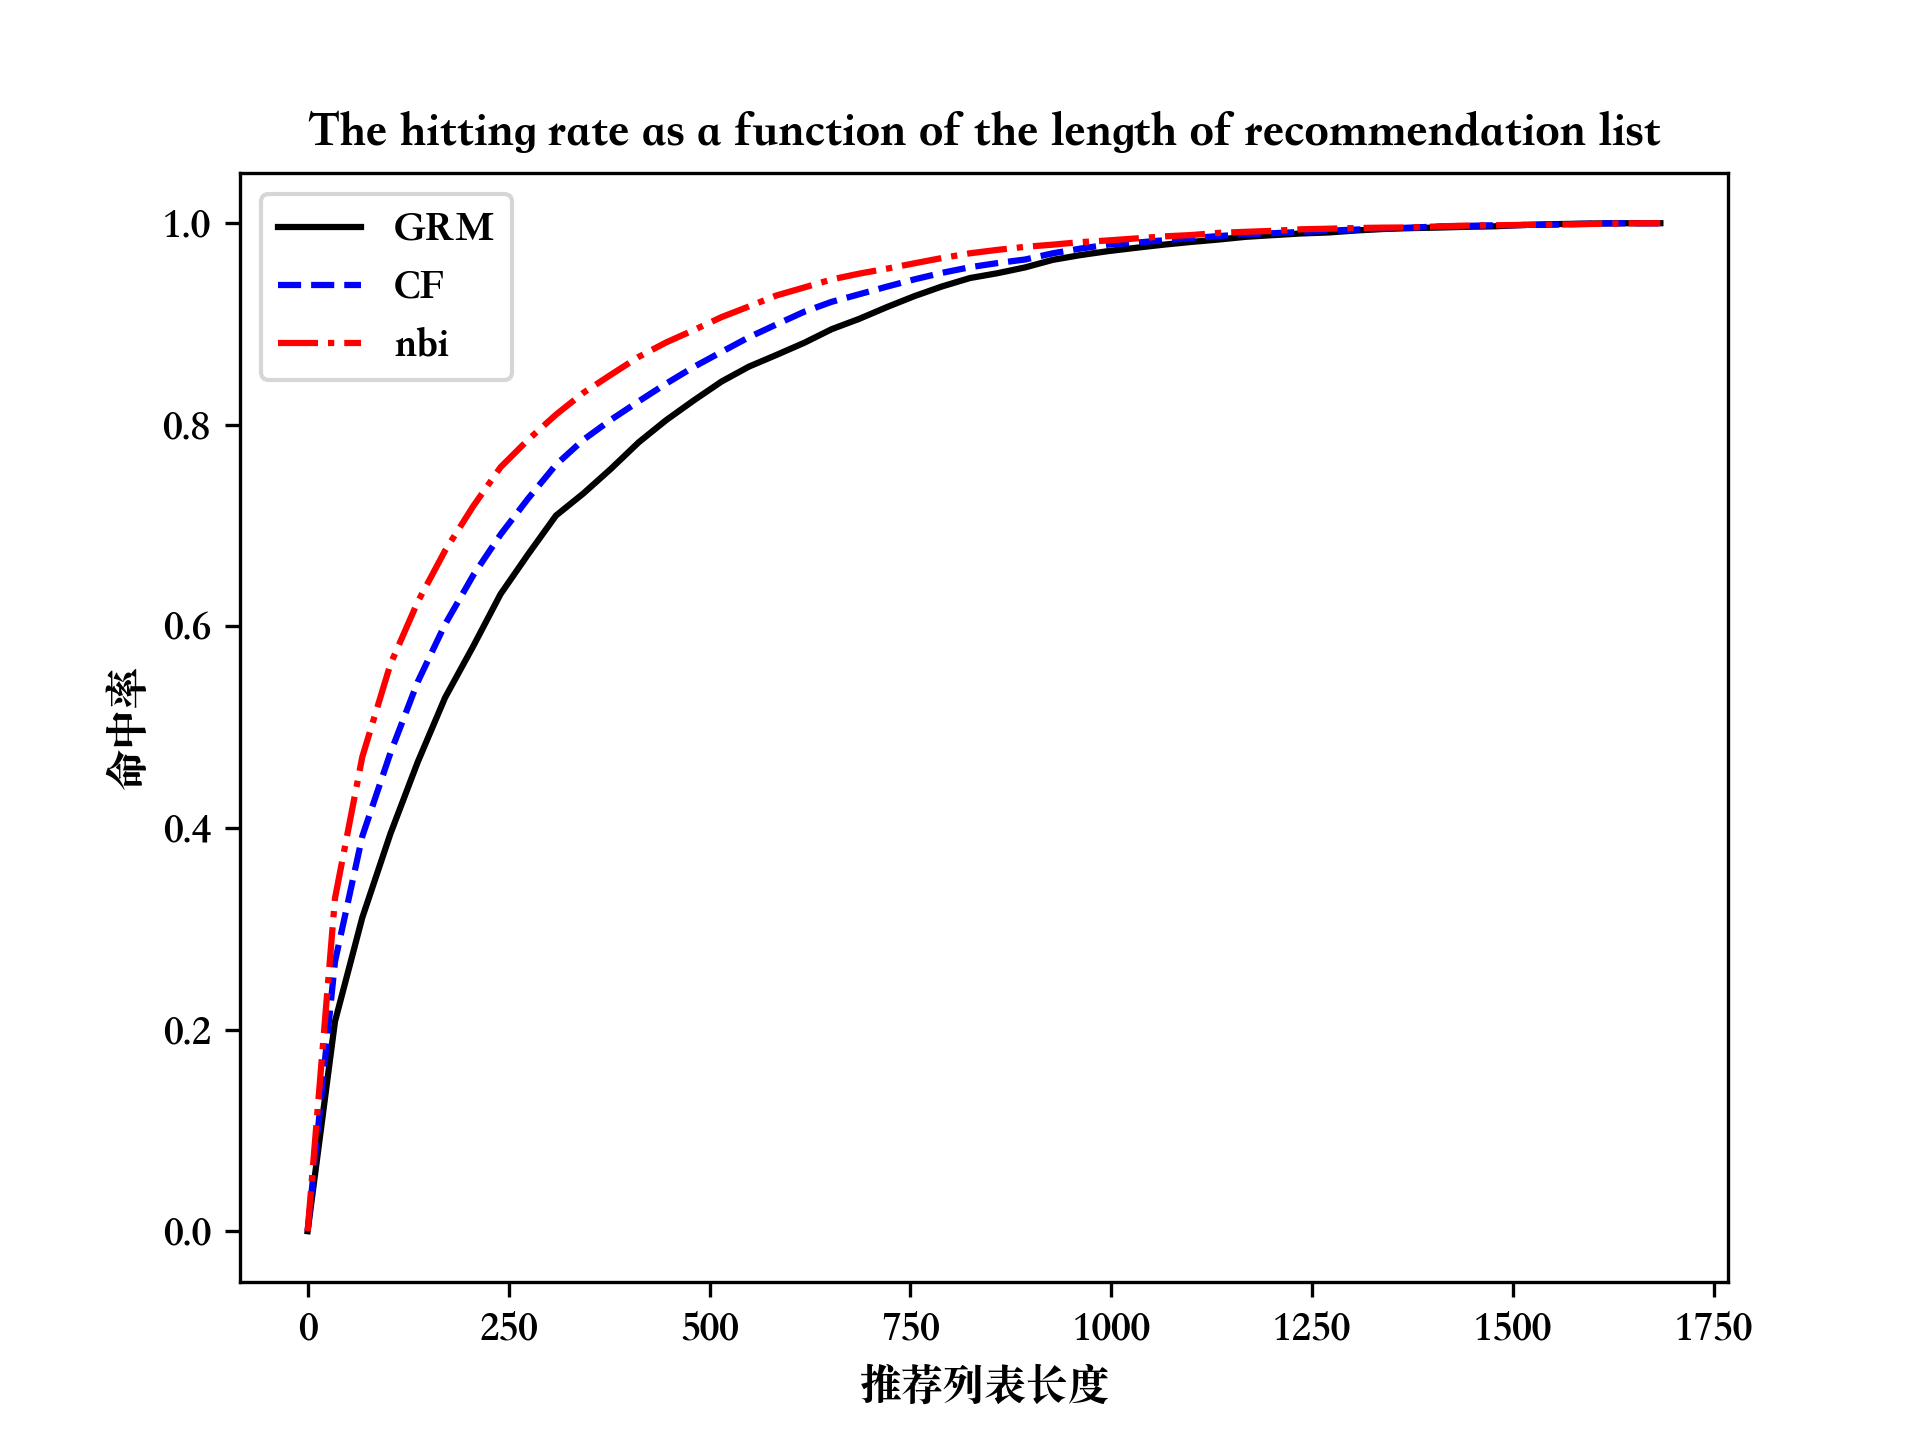 The hitting rate as a function of the length of recommendation list
GRM
CF
nbi
1.0
0.8
0.6
0.4
0.2
0.0
命中率
0 250 500 750 1000 1250 1500 1750
推荐列表长度